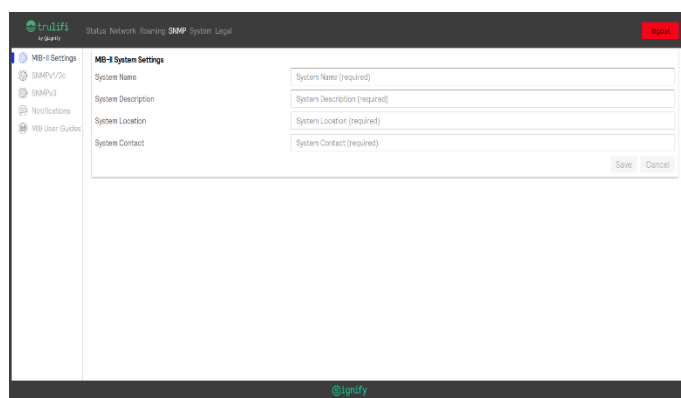 trulifi
by Signify
Status Network Roaming SNMP System Legal
logout
MIB-II Settings
SNMPv1/2c
SNMPv3
Notifications
MIB User Guides
MIB-II System Settings
System Name
System Name (required)
System Description
System Description (required)
System Location
System Location (required)
System Contact
System Contact (required)
Save Cancel
Signify